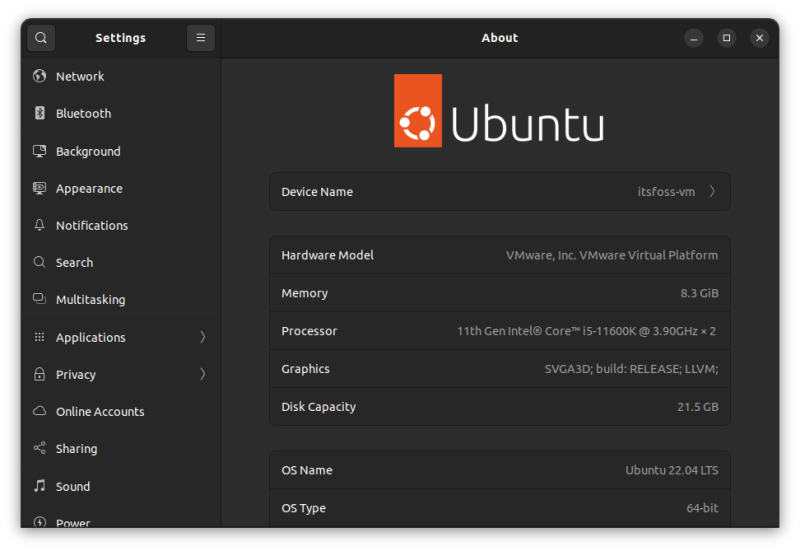 Settings
About
Network
Bluetooth
Background
Appearance
Notifications
Search
Multitasking
Applications
Privacy
Online Accounts
Sharing
Sound
Power
Ubuntu
Device Name itsfoss-vm
Hardware Model VMware, Inc. VMware Virtual Platform
Memory 8.3 GiB
Processor 11th Gen Intel® Core™ i5-11600K @ 3.90GHz × 2
Graphics SVGA3D; build: RELEASE; LLVM;
Disk Capacity 21.5 GB
OS Name Ubuntu 22.04 LTS
OS Type 64-bit